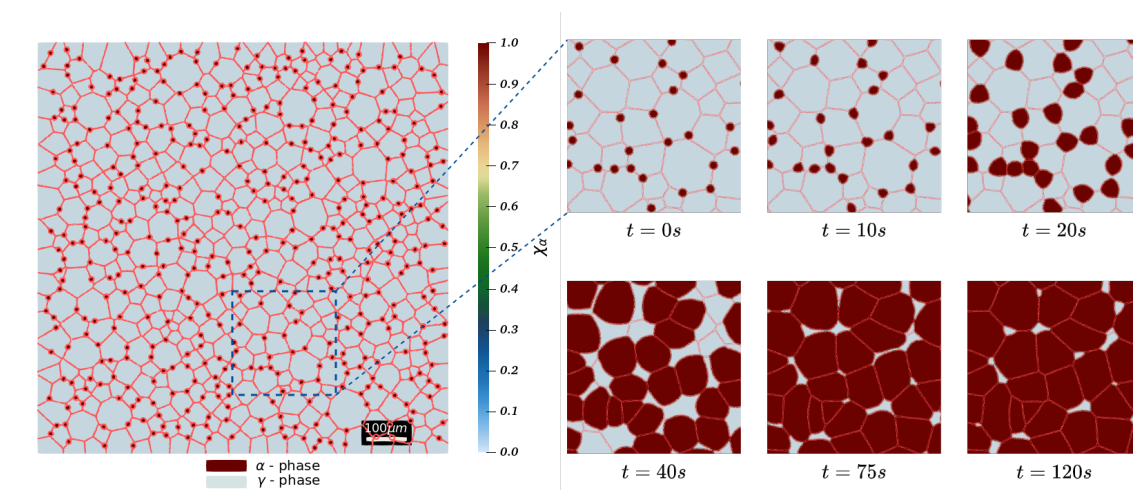 1.0
0.9
0.8
0.7
0.6
0.5
0.4
0.3
0.2
0.1
0.0
χα
100μm
α - phase
γ - phase
t = 0s
t = 10s
t = 20s
t = 40s
t = 75s
t = 120s